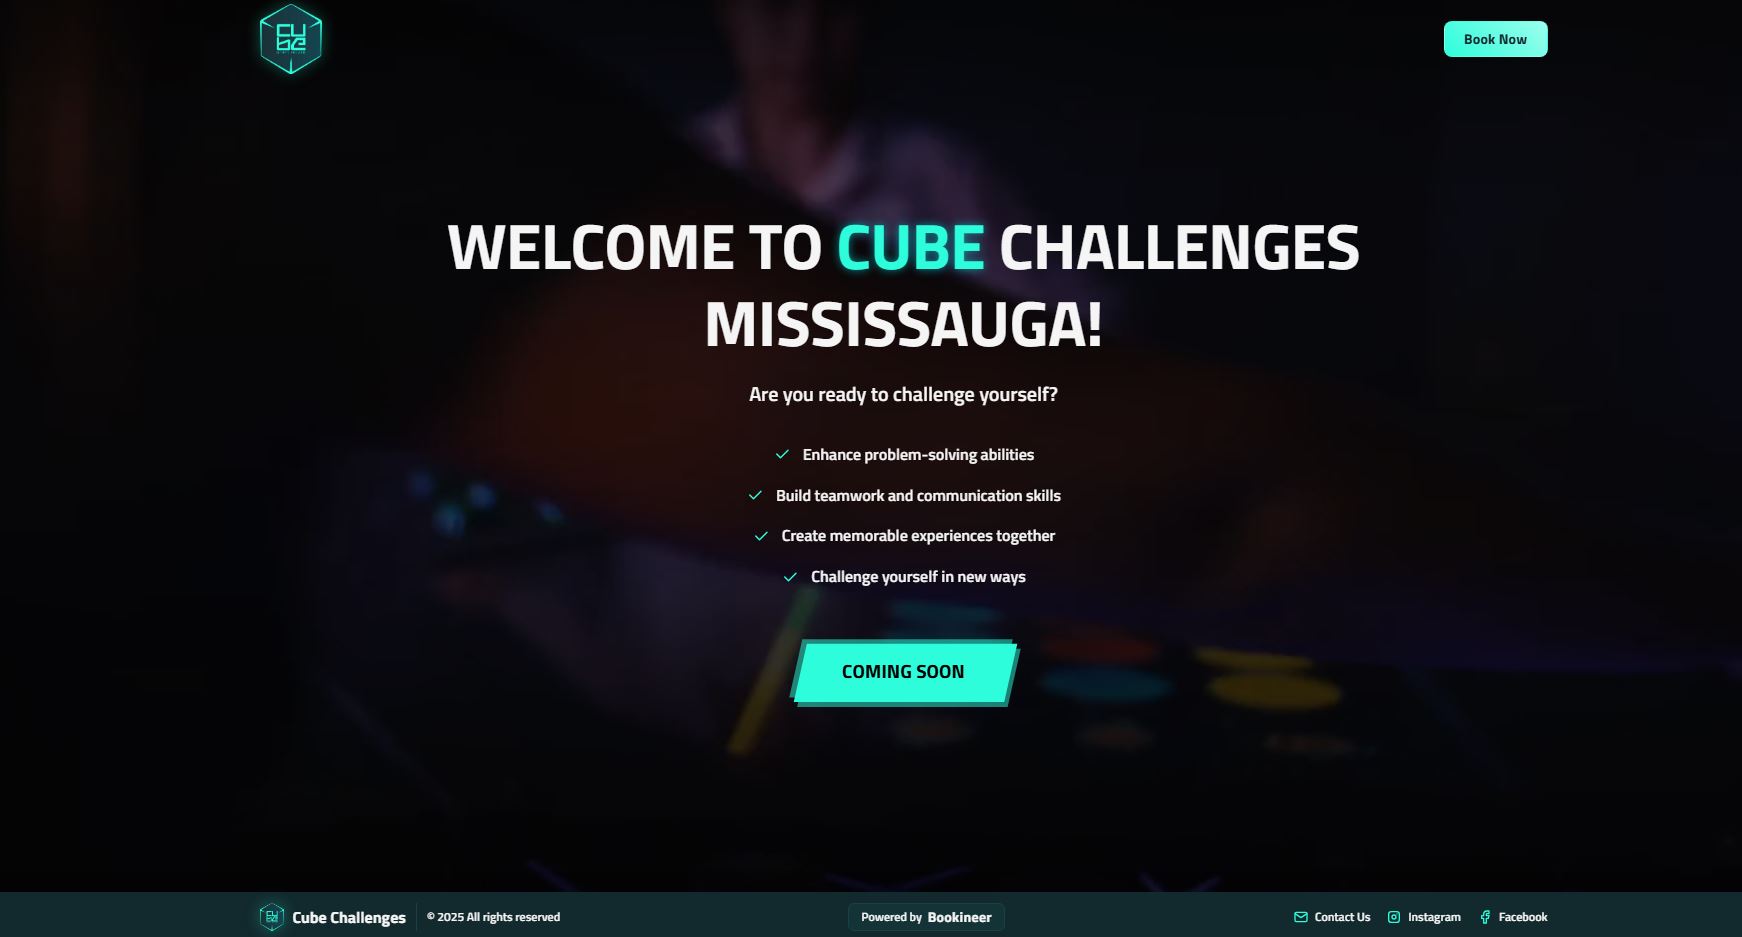 CU
be
Book Now
WELCOME TO CUBE CHALLENGES
MISSISSAUGA!
Are you ready to challenge yourself?
Enhance problem-solving abilities
Build teamwork and communication skills
Create memorable experiences together
Challenge yourself in new ways
COMING SOON
Cube Challenges
© 2025 All rights reserved
Powered by Bookineer
Contact Us
Instagram
Facebook